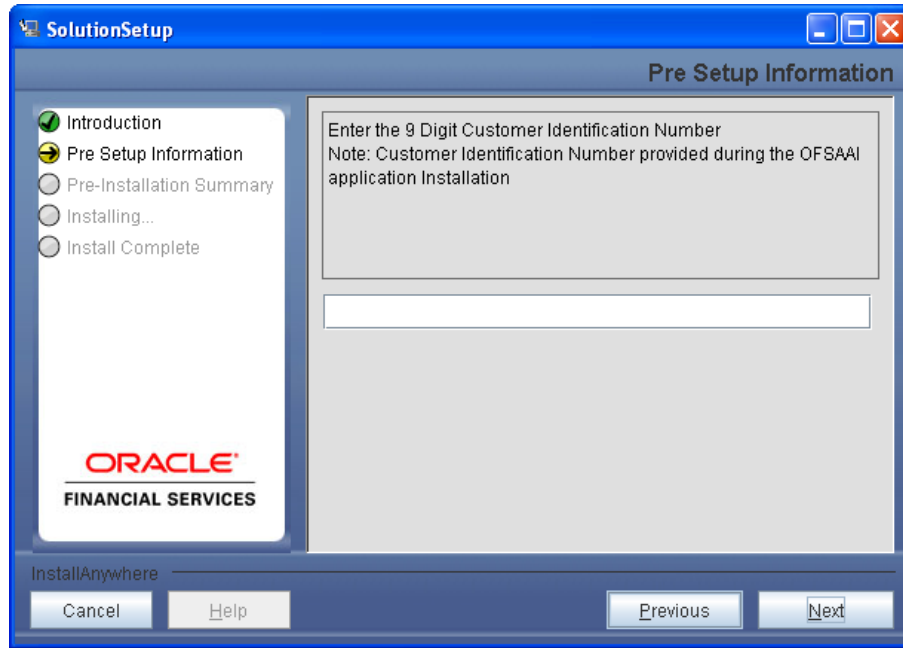 SolutionSetup
Pre Setup Information
Introduction
Pre Setup Information
Pre-Installation Summary
Installing...
Install Complete
Enter the 9 Digit Customer Identification Number
Note: Customer Identification Number provided during the OFSAAI
application Installation
ORACLE
FINANCIAL SERVICES
InstallAnywhere
Cancel
Help
Previous
Next